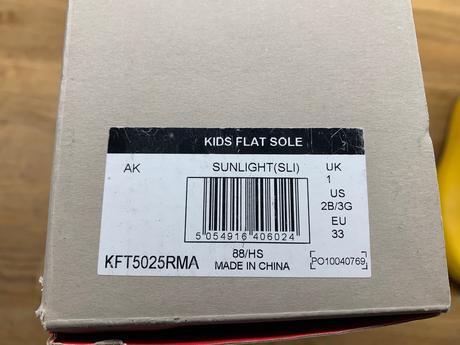 KIDS FLAT SOLE
AK
SUNLIGHT(SLI)
UK
1
US
2B/3G
EU
33
5 054916 406024
88/HS
MADE IN CHINA
KFT5025RMA
PO10040769